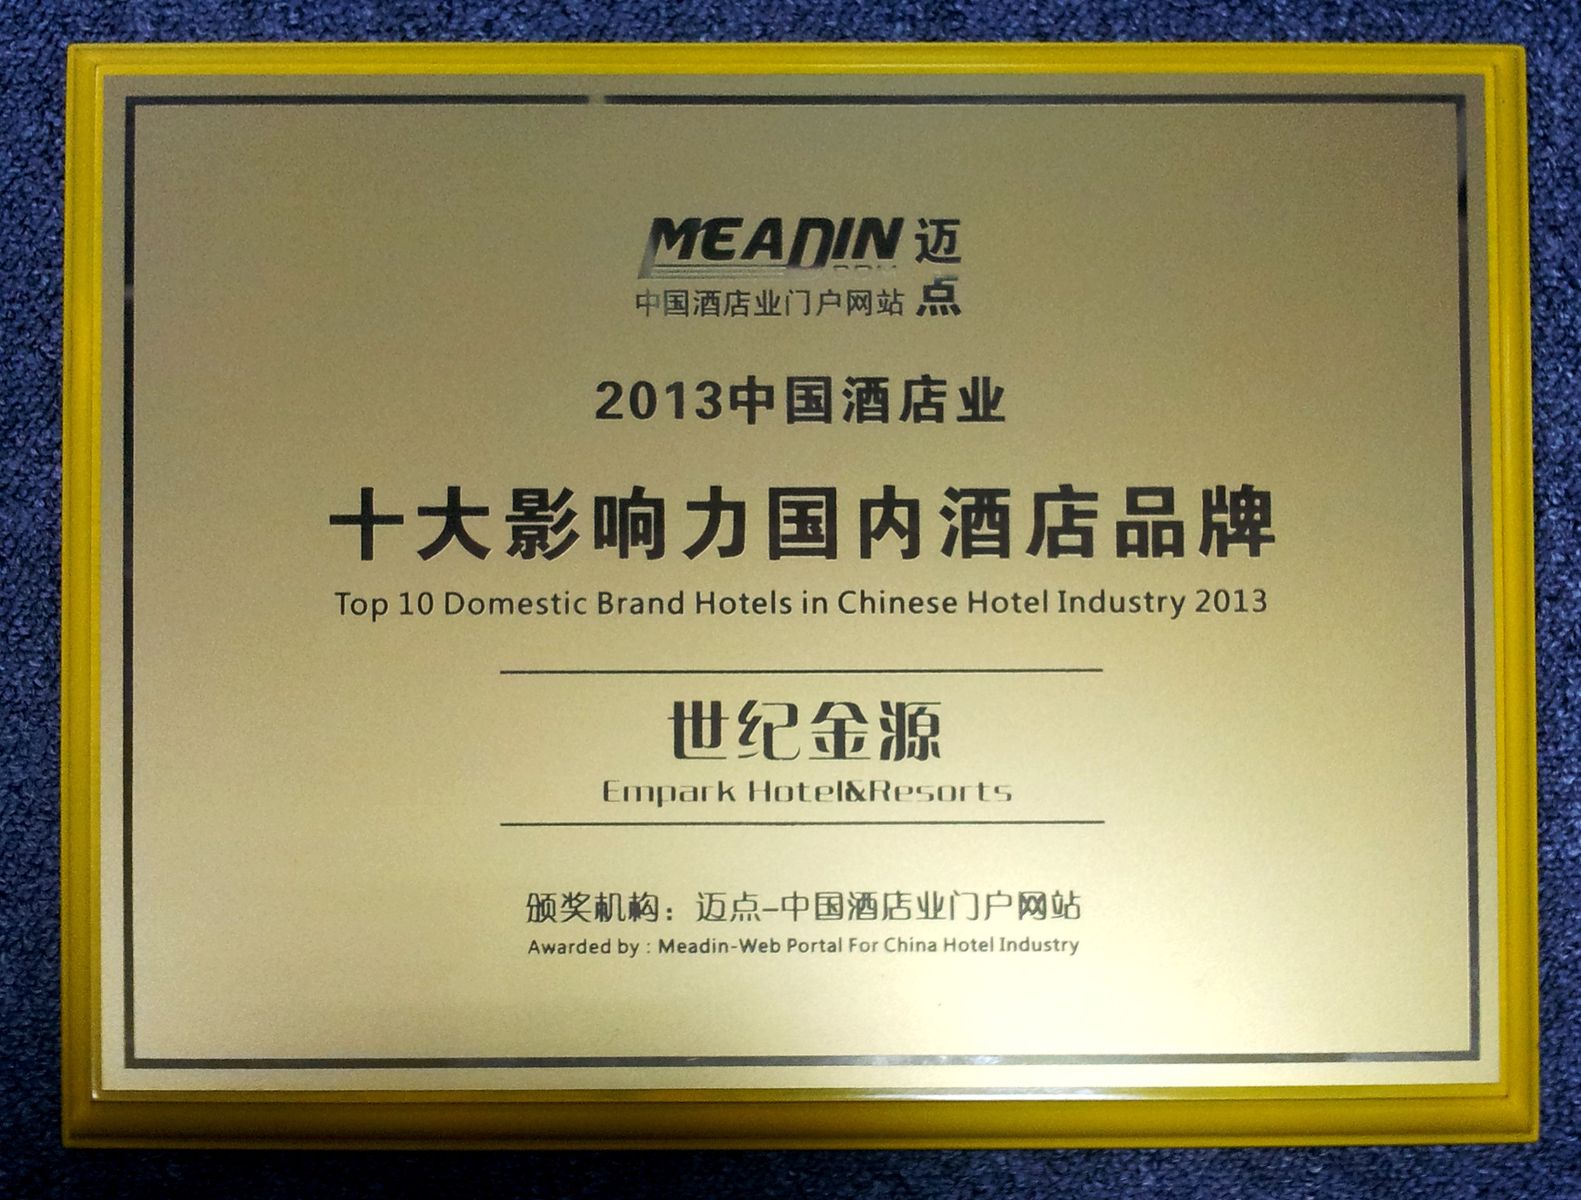 MEADIN 迈点
中国酒店业门户网站
2013中国酒店业
十大影响力国内酒店品牌
Top 10 Domestic Brand Hotels in Chinese Hotel Industry 2013
世纪金源
Empark Hotel&Resorts
颁奖机构：迈点-中国酒店业门户网站
Awarded by : Meadin-Web Portal For China Hotel Industry